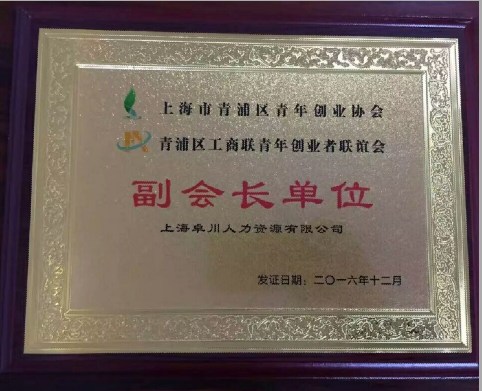 上海市青浦区青年创业协会
青浦区工商联青年创业者联谊会
副会长单位
上海卓川人力资源有限公司
发证日期：二〇一六年十二月